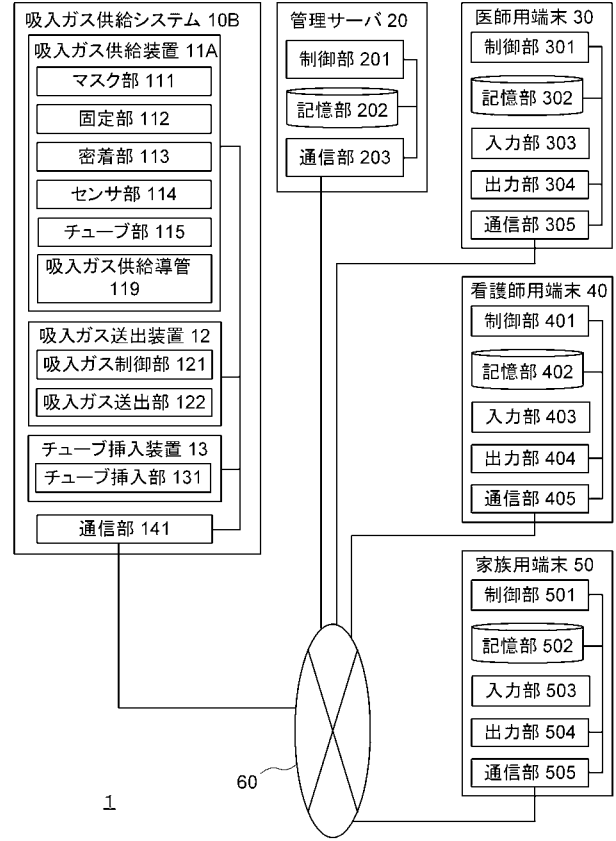 吸入ガス供給システム 10B
吸入ガス供給装置 11A
マスク部 111
固定部 112
密着部 113
センサ部 114
チューブ部 115
吸入ガス供給導管
119
吸入ガス送出装置 12
吸入ガス制御部 121
吸入ガス送出部 122
チューブ挿入装置 13
チューブ挿入部 131
通信部 141
管理サーバ 20
制御部 201
記憶部 202
通信部 203
医師用端末 30
制御部 301
記憶部 302
入力部 303
出力部 304
通信部 305
看護師用端末 40
制御部 401
記憶部 402
入力部 403
出力部 404
通信部 405
家族用端末 50
制御部 501
記憶部 502
入力部 503
出力部 504
通信部 505
60
1